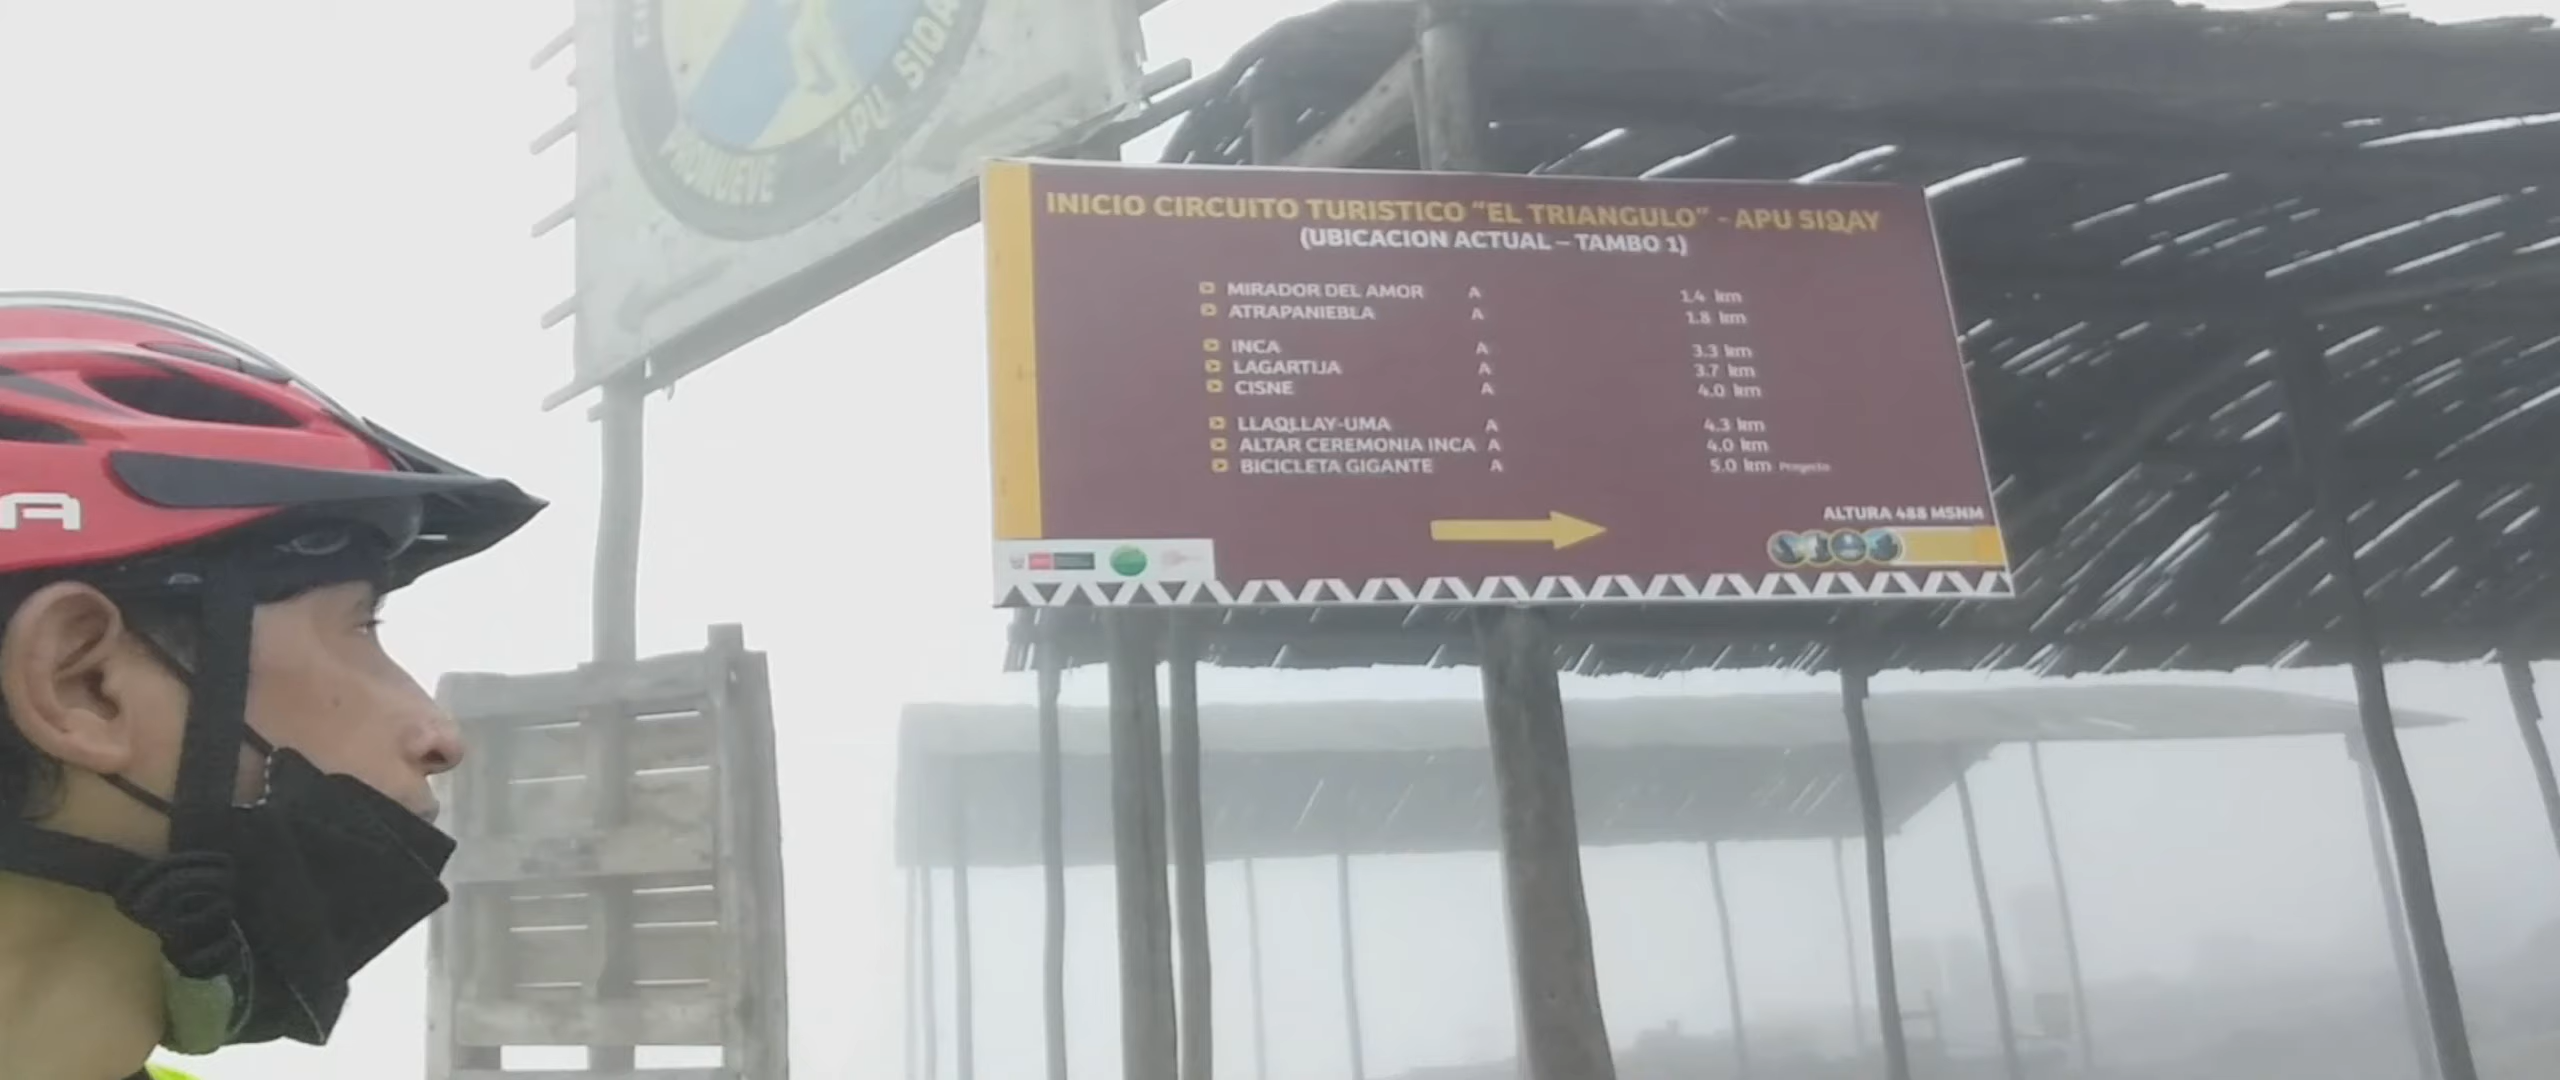 PROMUEVE APU SIQA
INICIO CIRCUITO TURISTICO "EL TRIANGULO" - APU SIQAY
(UBICACION ACTUAL – TAMBO 1)
MIRADOR DEL AMOR A 1.4 km
ATRAPANIEBLA A 1.8 km
INCA A 3.3 km
LAGARTIJA A 3.7 km
CISNE A 4.0 km
LLAQLLAY-UMA A 4.3 km
ALTAR CEREMONIA INCA A 4.0 km
BICICLETA GIGANTE A 5.0 km Proyecto
ALTURA 488 MSNM
A